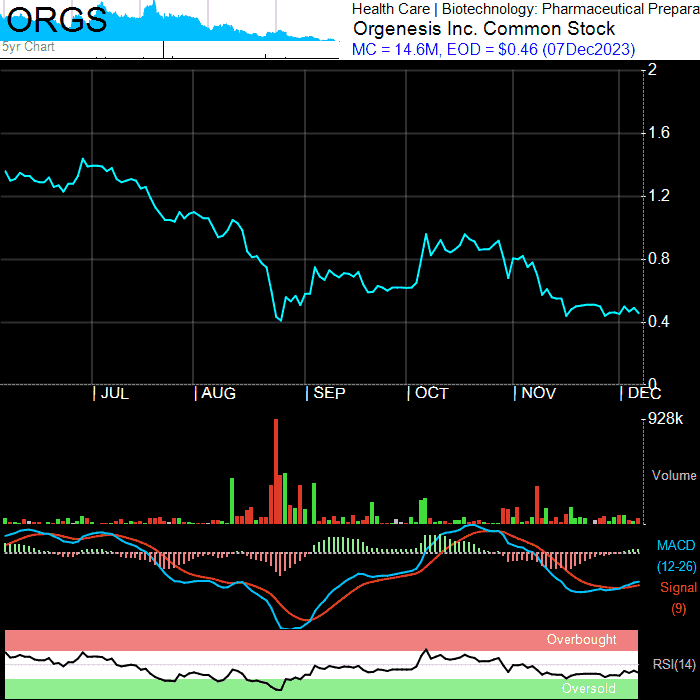 ORGS
5yr Chart
Health Care | Biotechnology: Pharmaceutical Prepara
Orgenesis Inc. Common Stock
MC = 14.6M, EOD = $0.46 (07Dec2023)
2
1.6
1.2
0.8
0.4
0
JUL
AUG
SEP
OCT
NOV
DEC
928k
Volume
MACD
(12-26)
Signal
(9)
Overbought
RSI(14)
Oversold